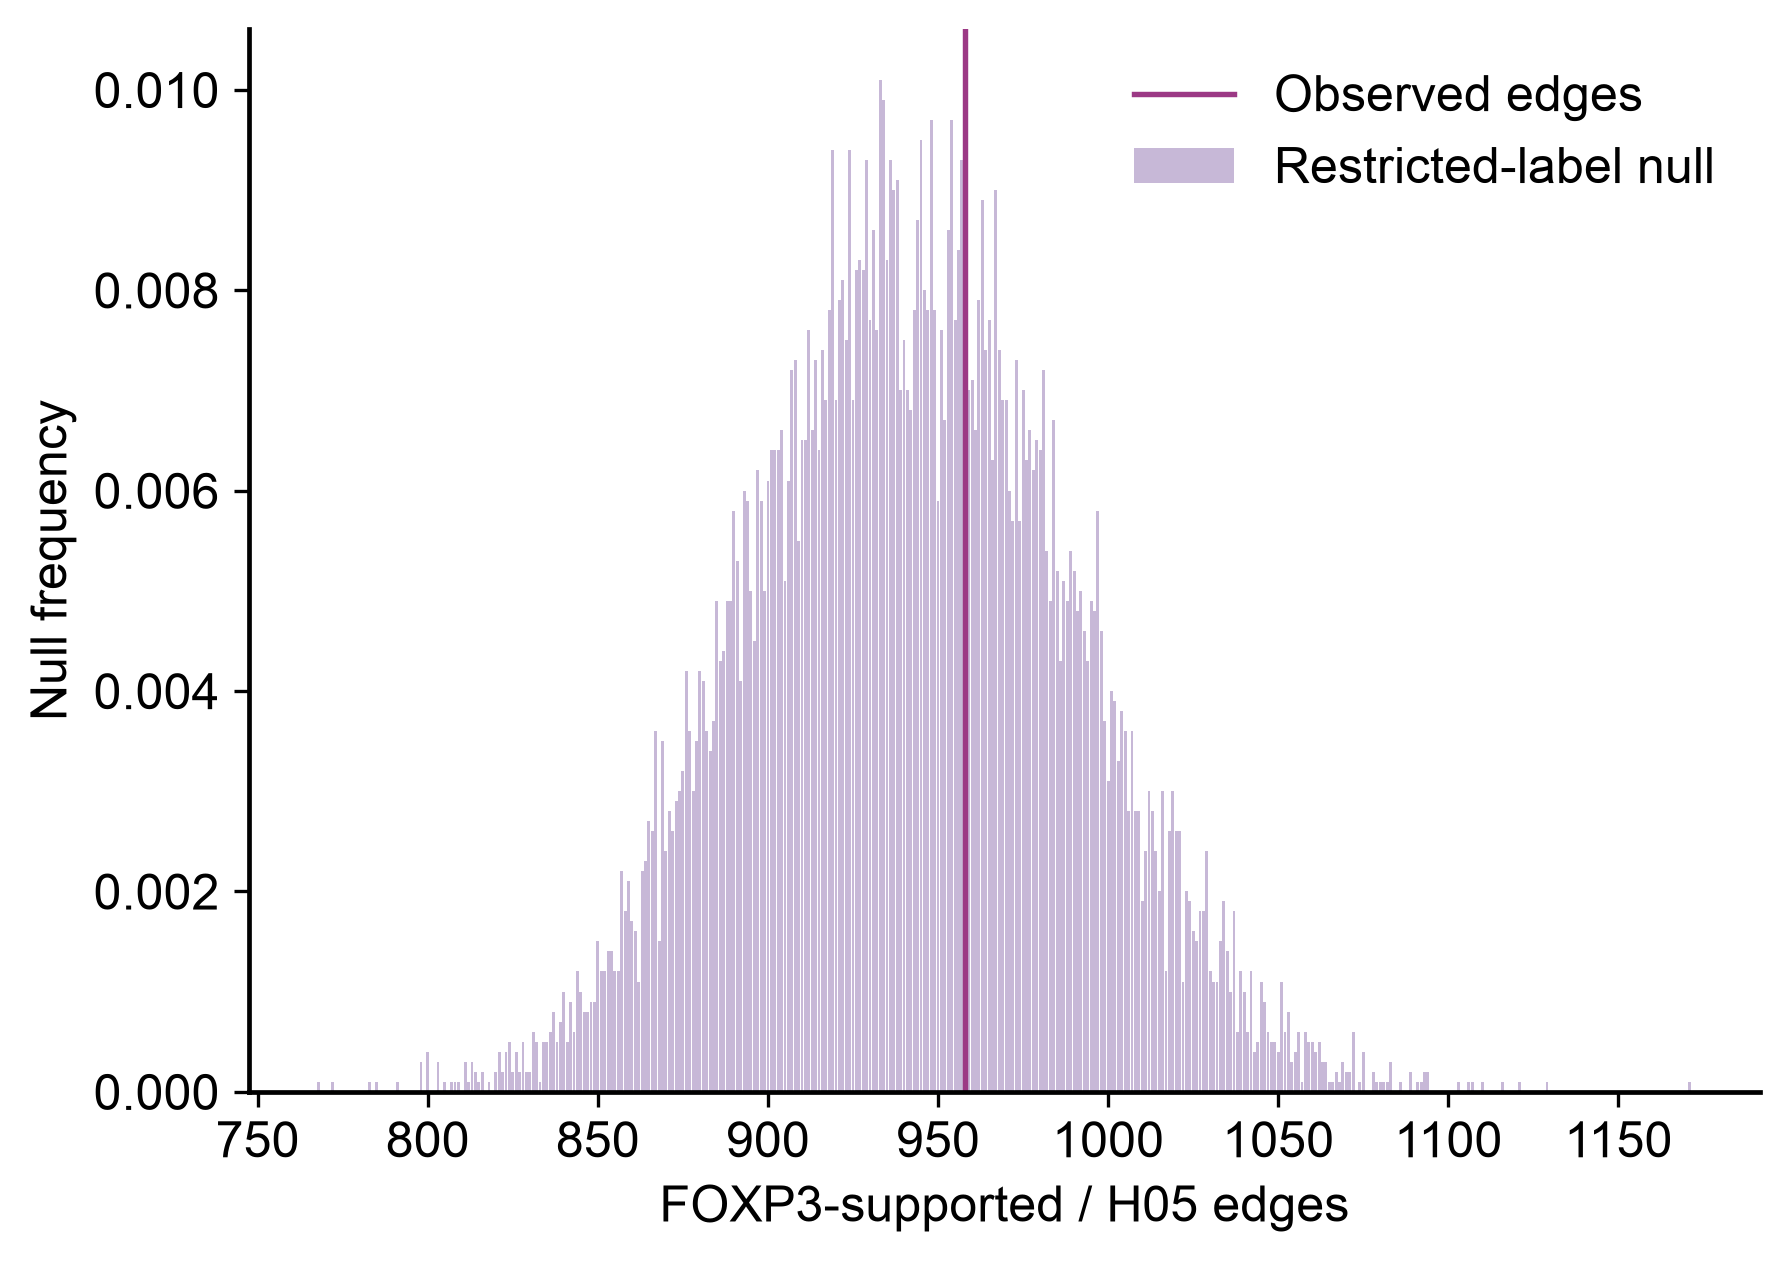 Observed edges
Restricted-label null
Null frequency
0.010
0.008
0.006
0.004
0.002
0.000
750 800 850 900 950 1000 1050 1100 1150
FOXP3-supported / H05 edges